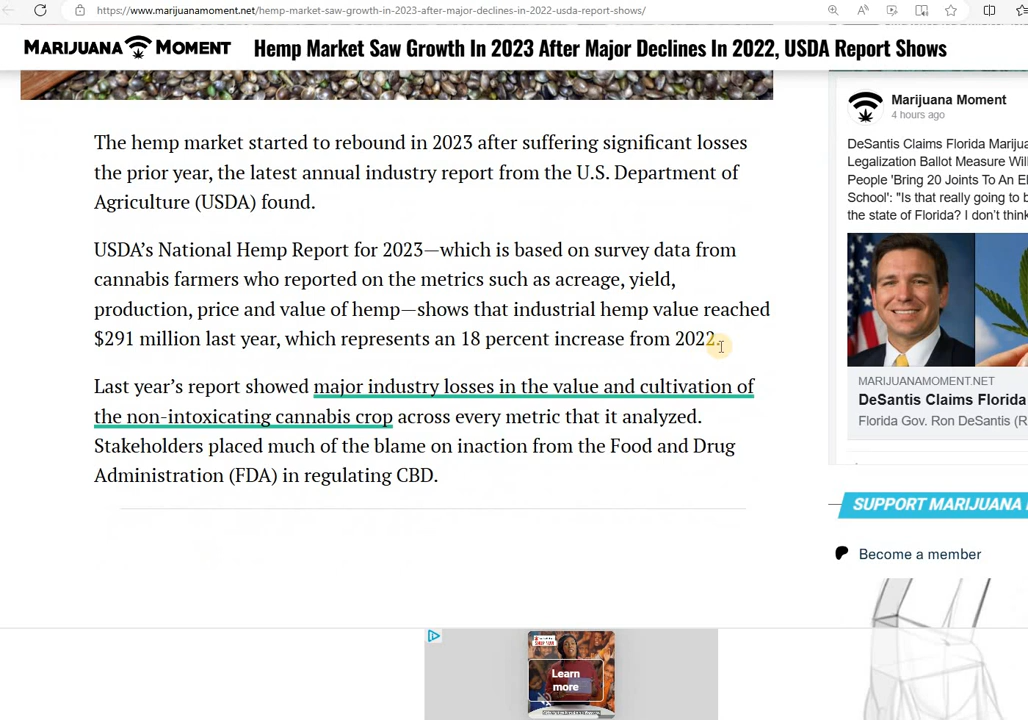 https://www.marijuanamoment.net/hemp-market-saw-growth-in-2023-after-major-declines-in-2022-usda-report-shows/
MARIJUANA MOMENT
Hemp Market Saw Growth In 2023 After Major Declines In 2022, USDA Report Shows
The hemp market started to rebound in 2023 after suffering significant losses
the prior year, the latest annual industry report from the U.S. Department of
Agriculture (USDA) found.
USDA’s National Hemp Report for 2023—which is based on survey data from
cannabis farmers who reported on the metrics such as acreage, yield,
production, price and value of hemp—shows that industrial hemp value reached
$291 million last year, which represents an 18 percent increase from 2022.
Last year’s report showed major industry losses in the value and cultivation of
the non-intoxicating cannabis crop across every metric that it analyzed.
Stakeholders placed much of the blame on inaction from the Food and Drug
Administration (FDA) in regulating CBD.
Marijuana Moment
4 hours ago
DeSantis Claims Florida Mariju
Legalization Ballot Measure Wil
People 'Bring 20 Joints To An El
School': "Is that really going to b
the state of Florida? I don't think
MARIJUANAMOMENT.NET
DeSantis Claims Florida
Florida Gov. Ron DeSantis (R
SUPPORT MARIJUANA
Become a member
Learn
more